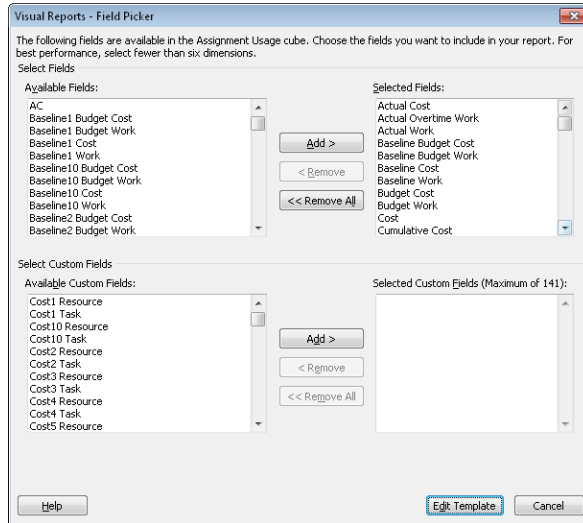 Visual Reports - Field Picker
The following fields are available in the Assignment Usage cube. Choose the fields you want to include in your report. For
best performance, select fewer than six dimensions.
Select Fields
Available Fields:
AC
Baseline1 Budget Cost
Baseline1 Budget Work
Baseline1 Cost
Baseline1 Work
Baseline10 Budget Cost
Baseline10 Budget Work
Baseline10 Cost
Baseline10 Work
Baseline2 Budget Cost
Baseline2 Budget Work
Add >
< Remove
<< Remove All
Selected Fields:
Actual Cost
Actual Overtime Work
Actual Work
Baseline Budget Cost
Baseline Budget Work
Baseline Cost
Baseline Work
Budget Cost
Budget Work
Cost
Cumulative Cost
Select Custom Fields
Available Custom Fields:
Cost1 Resource
Cost1 Task
Cost10 Resource
Cost10 Task
Cost2 Resource
Cost2 Task
Cost3 Resource
Cost3 Task
Cost4 Resource
Cost4 Task
Cost5 Resource
Add >
< Remove
<< Remove All
Selected Custom Fields (Maximum of 141):
Help
Edit Template
Cancel